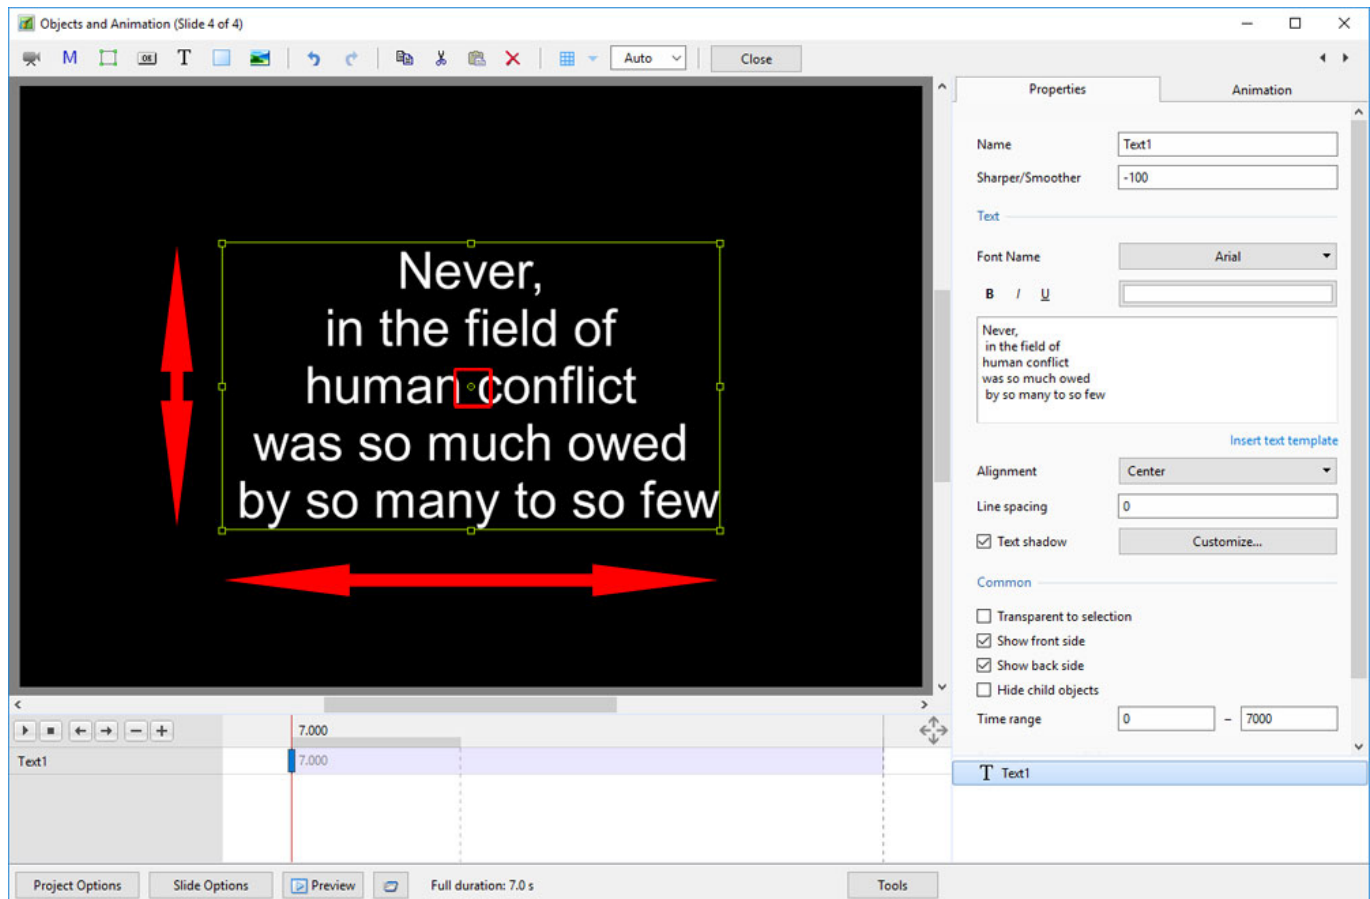 Objects and Animation (Slide 4 of 4)
M OK T Auto Close
Properties Animation
Name Text1
Sharper/Smoother -100
Text
Font Name Arial
B I U
Never,
in the field of
human conflict
was so much owed
by so many to so few
Insert text template
Alignment Center
Line spacing 0
Text shadow Customize...
Common
Transparent to selection
Show front side
Show back side
Hide child objects
Time range 0 – 7000
T Text1
Never,
in the field of
human conflict
was so much owed
by so many to so few
7.000
Text1 7.000
Project Options Slide Options Preview Full duration: 7.0 s Tools